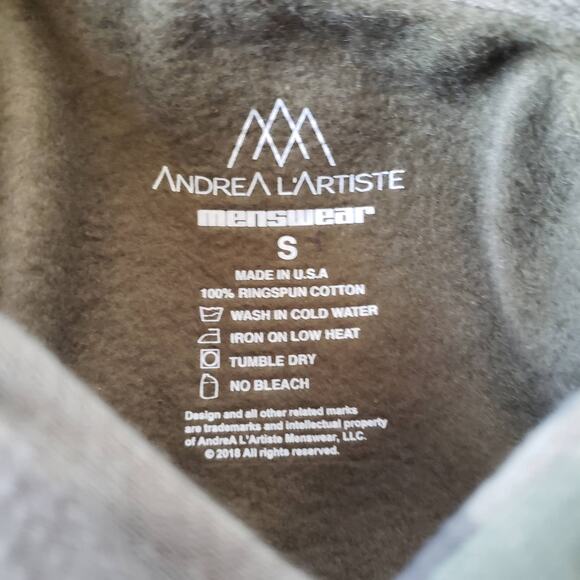 ANDREA L'ARTISTE
menswear
S
MADE IN U.S.A
100% RINGSPUN COTTON
WASH IN COLD WATER
IRON ON LOW HEAT
TUMBLE DRY
NO BLEACH
Design and all other related marks
are trademarks and intellectual property
of AndreA L'Artiste Menswear, LLC.
© 2018 All rights reserved.